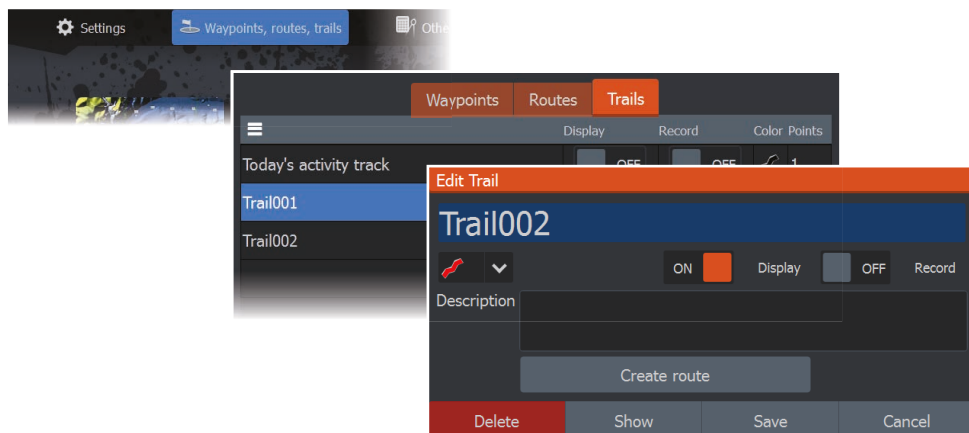 Settings
Waypoints, routes, trails
Waypoints Routes Trails
Display Record Color Points
Today's activity track OFF OFF 1
Trail001
Trail002
Edit Trail
Trail002
ON Display OFF Record
Description
Create route
Delete Show Save Cancel